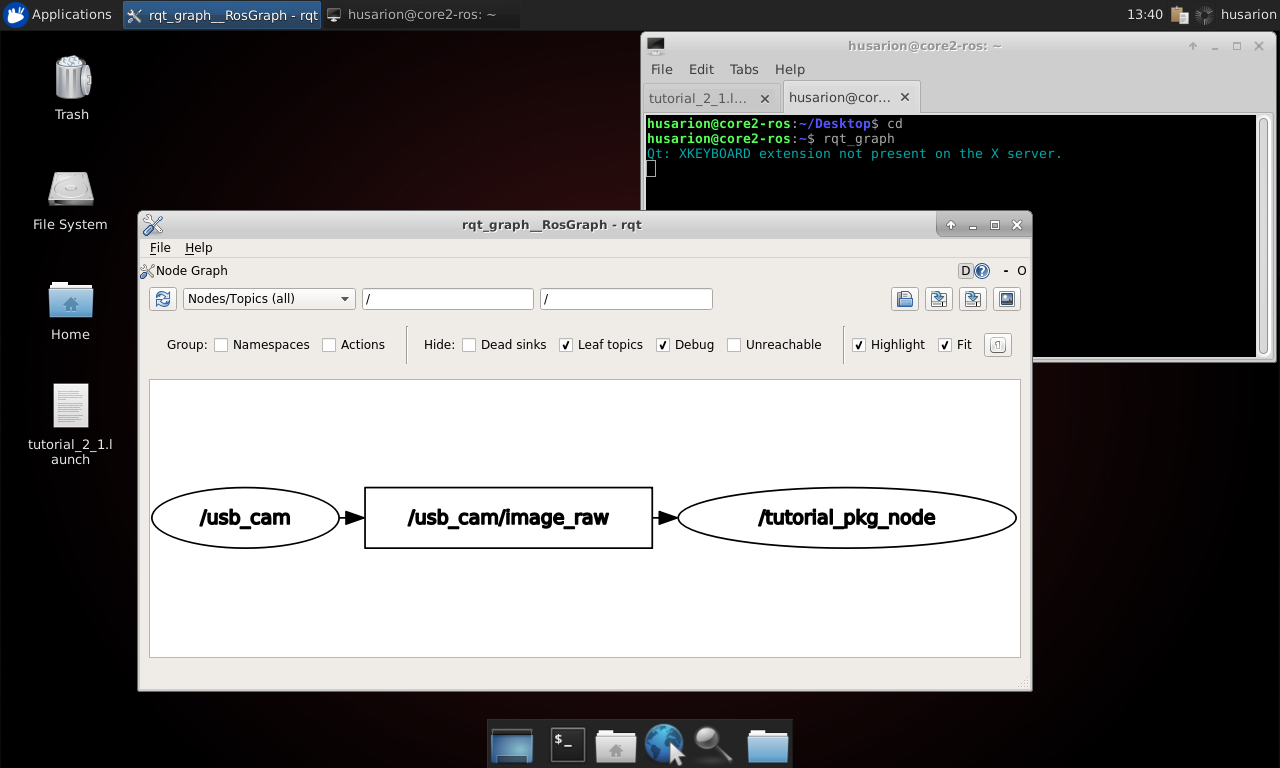 Applications
rqt_graph__RosGraph - rqt
husarion@core2-ros: ~
13:40
husarion
Trash
File System
Home
tutorial_2_1.l
aunch
husarion@core2-ros: ~
File Edit Tabs Help
tutorial_2_1.l...
husarion@cor...
husarion@core2-ros:~/Desktop$ cd
husarion@core2-ros:~$ rqt_graph
Qt: XKEYBOARD extension not present on the X server.
rqt_graph__RosGraph - rqt
File Help
Node Graph
D ? - O
Nodes/Topics (all) / /
Group: Namespaces Actions Hide: Dead sinks Leaf topics Debug Unreachable Highlight Fit
/usb_cam /usb_cam/image_raw /tutorial_pkg_node
$_